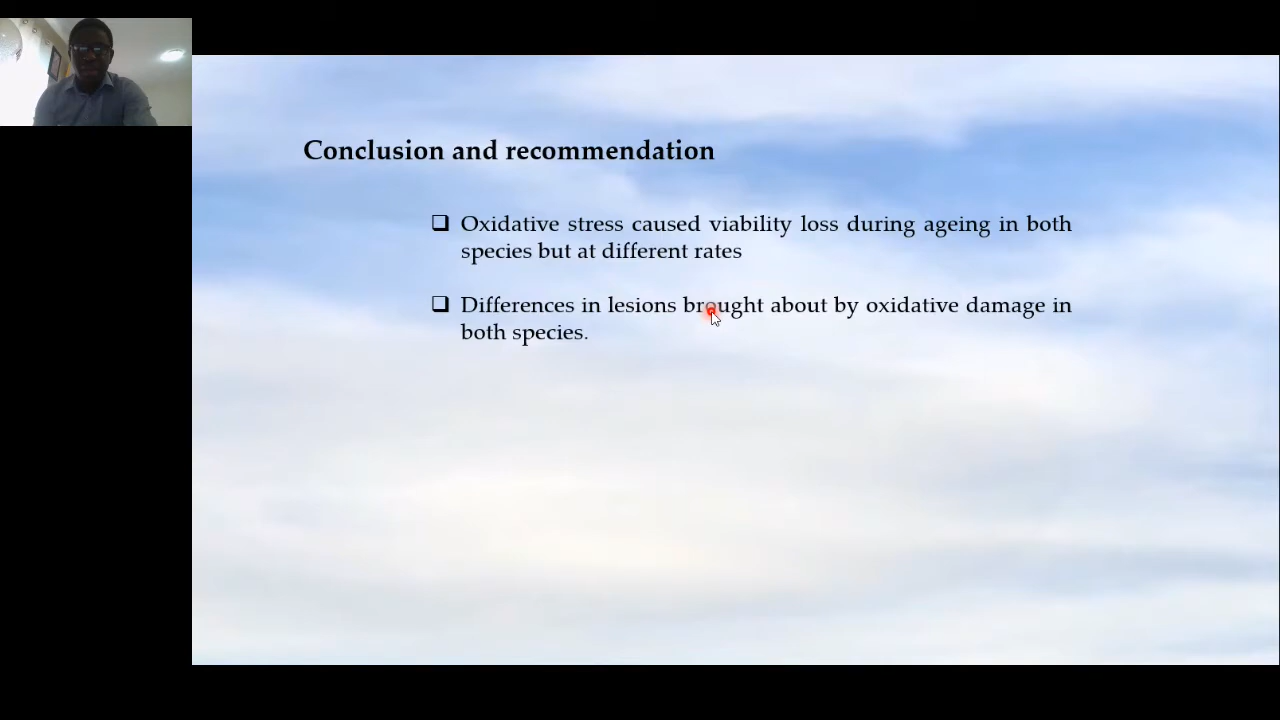 Conclusion and recommendation
❑ Oxidative stress caused viability loss during ageing in both
species but at different rates
❑ Differences in lesions brought about by oxidative damage in
both species.